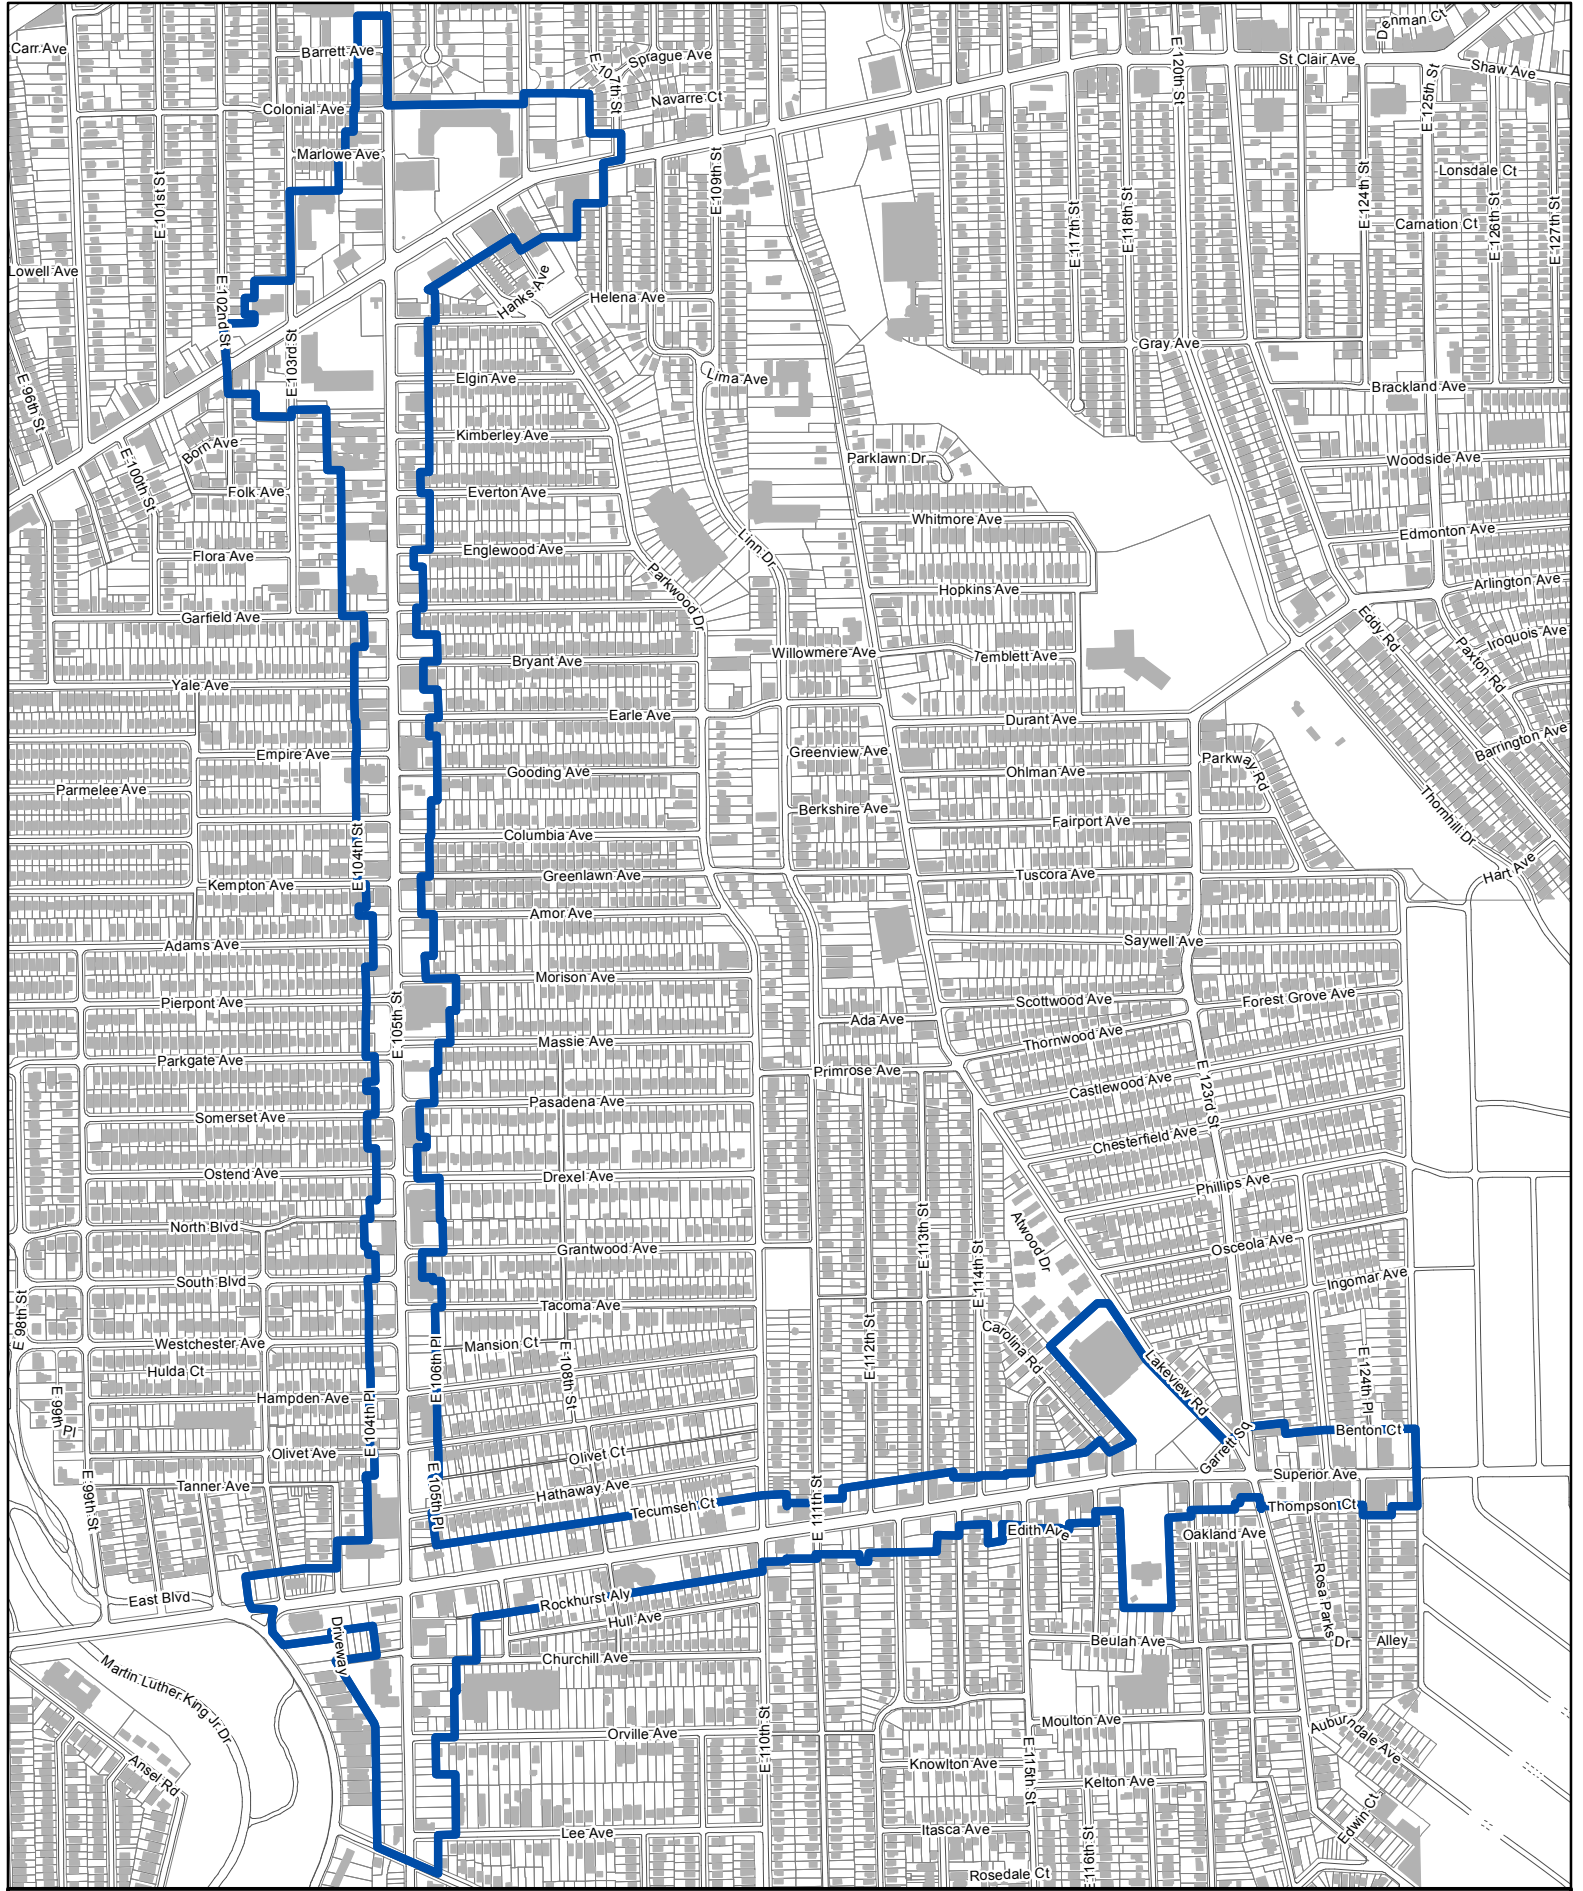 Denman Ct
Carr Ave
Barrett Ave
Sprague Ave
E 107th St
E 120th St
St Clair Ave
Shaw Ave
E 125th St
Colonial Ave
Navarre Ct
Marlowe Ave
E 101st St
E 109th St
E 117th St
E 118th St
E 124th St
Lonsdale Ct
E 126th St
E 127th St
Carnation Ct
Lowell Ave
E 102nd St
Hanks Ave
Helena Ave
E 103rd St
Gray Ave
E 96th St
Elgin Ave
Lima Ave
Brackland Ave
Born Ave
Kimberley Ave
E 100th St
Parklawn Dr
Woodside Ave
Folk Ave
Everton Ave
Whitmore Ave
Edmonton Ave
Flora Ave
Englewood Ave
Linn Dr
Parkwood Dr
Hopkins Ave
Arlington Ave
Garfield Ave
Eddy Rd
Iroquois Ave
Paxton Rd
Bryant Ave
Willowmere Ave
Temblett Ave
Yale Ave
Earle Ave
Durant Ave
Empire Ave
Greenview Ave
Barrington Ave
Gooding Ave
Ohlman Ave
Parkway Rd
Parmelee Ave
Berkshire Ave
Fairport Ave
Thornhill Dr
E 104th St
Columbia Ave
Kempton Ave
Greenlawn Ave
Tuscora Ave
Hart Ave
Amor Ave
Adams Ave
Saywell Ave
Morison Ave
Pierpont Ave
E 105th St
Scottwood Ave
Forest Grove Ave
Ada Ave
Massie Ave
Thornwood Ave
Parkgate Ave
Primrose Ave
Castlewood Ave
E 123rd St
Pasadena Ave
Somerset Ave
Chesterfield Ave
Ostend Ave
Drexel Ave
Phillips Ave
North Blvd
E 113th St
Atwood Dr
Grantwood Ave
Osceola Ave
E 114th St
South Blvd
Ingomar Ave
E 98th St
Tacoma Ave
Westchester Ave
Mansion Ct
E 106th Pl
E 108th St
E 112th St
Carolina Rd
Lakeview Rd
E 124th Pl
Hulda Ct
E 99th Pl
Hampden Ave
E 104th Pl
Garrett Sq
Benton Ct
Olivet Ave
Olivet Ct
Tanner Ave
E 99th St
E 105th Pl
Hathaway Ave
Superior Ave
Tecumseh Ct
E 111th St
Thompson Ct
Edith Ave
Oakland Ave
East Blvd
Rockhurst Aly
Rosa Parks Dr
Hull Ave
Driveway
Beulah Ave
Alley
Churchill Ave
Martin Luther King Jr Dr
Orville Ave
E 110th St
Moulton Ave
Auburndale Ave
Ansel Rd
Knowlton Ave
E 115th St
Kelton Ave
Lee Ave
Itasca Ave
E 116th St
Edwin Ct
Rosedale Ct